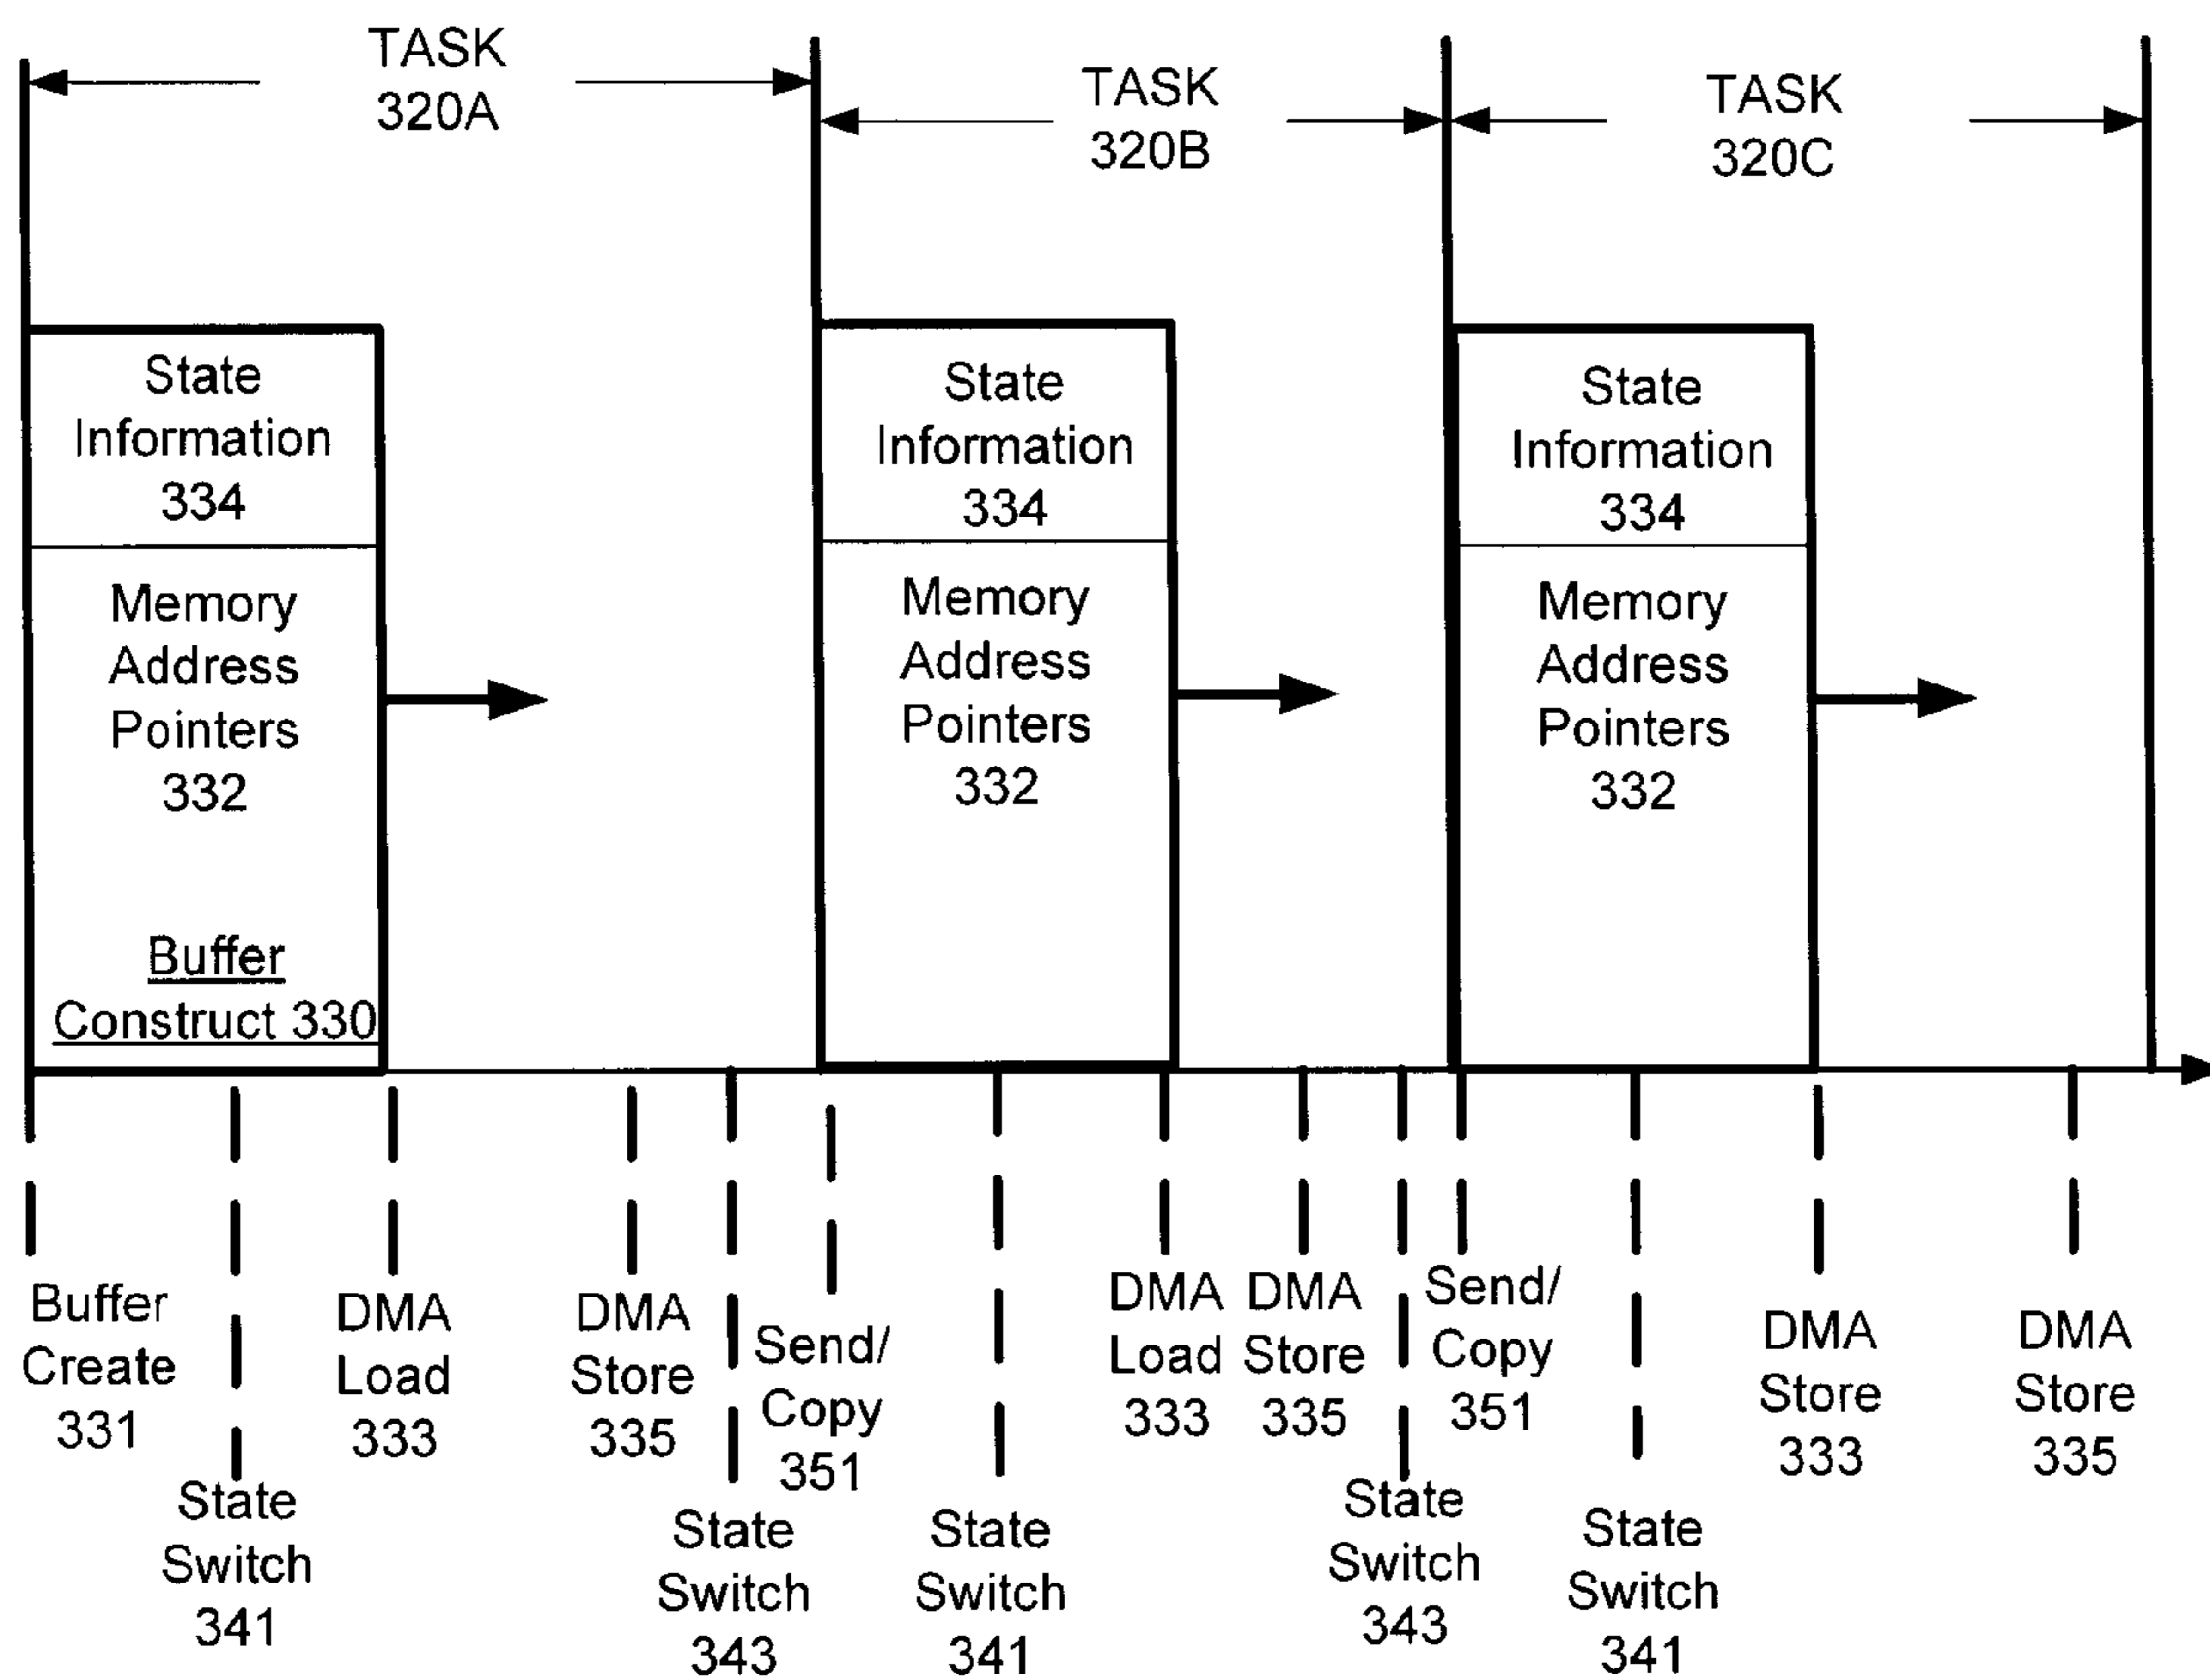 TASK
320A
TASK
320B
TASK
320C
State
Information
334
Memory
Address
Pointers
332
Buffer
Construct 330
State
Information
334
Memory
Address
Pointers
332
State
Information
334
Memory
Address
Pointers
332
Buffer
Create
331
State
Switch
341
DMA
Load
333
DMA
Store
335
State
Switch
343
Send/
Copy
351
State
Switch
341
DMA
Load
333
DMA
Store
335
State
Switch
343
Send/
Copy
351
State
Switch
341
DMA
Store
333
DMA
Store
335